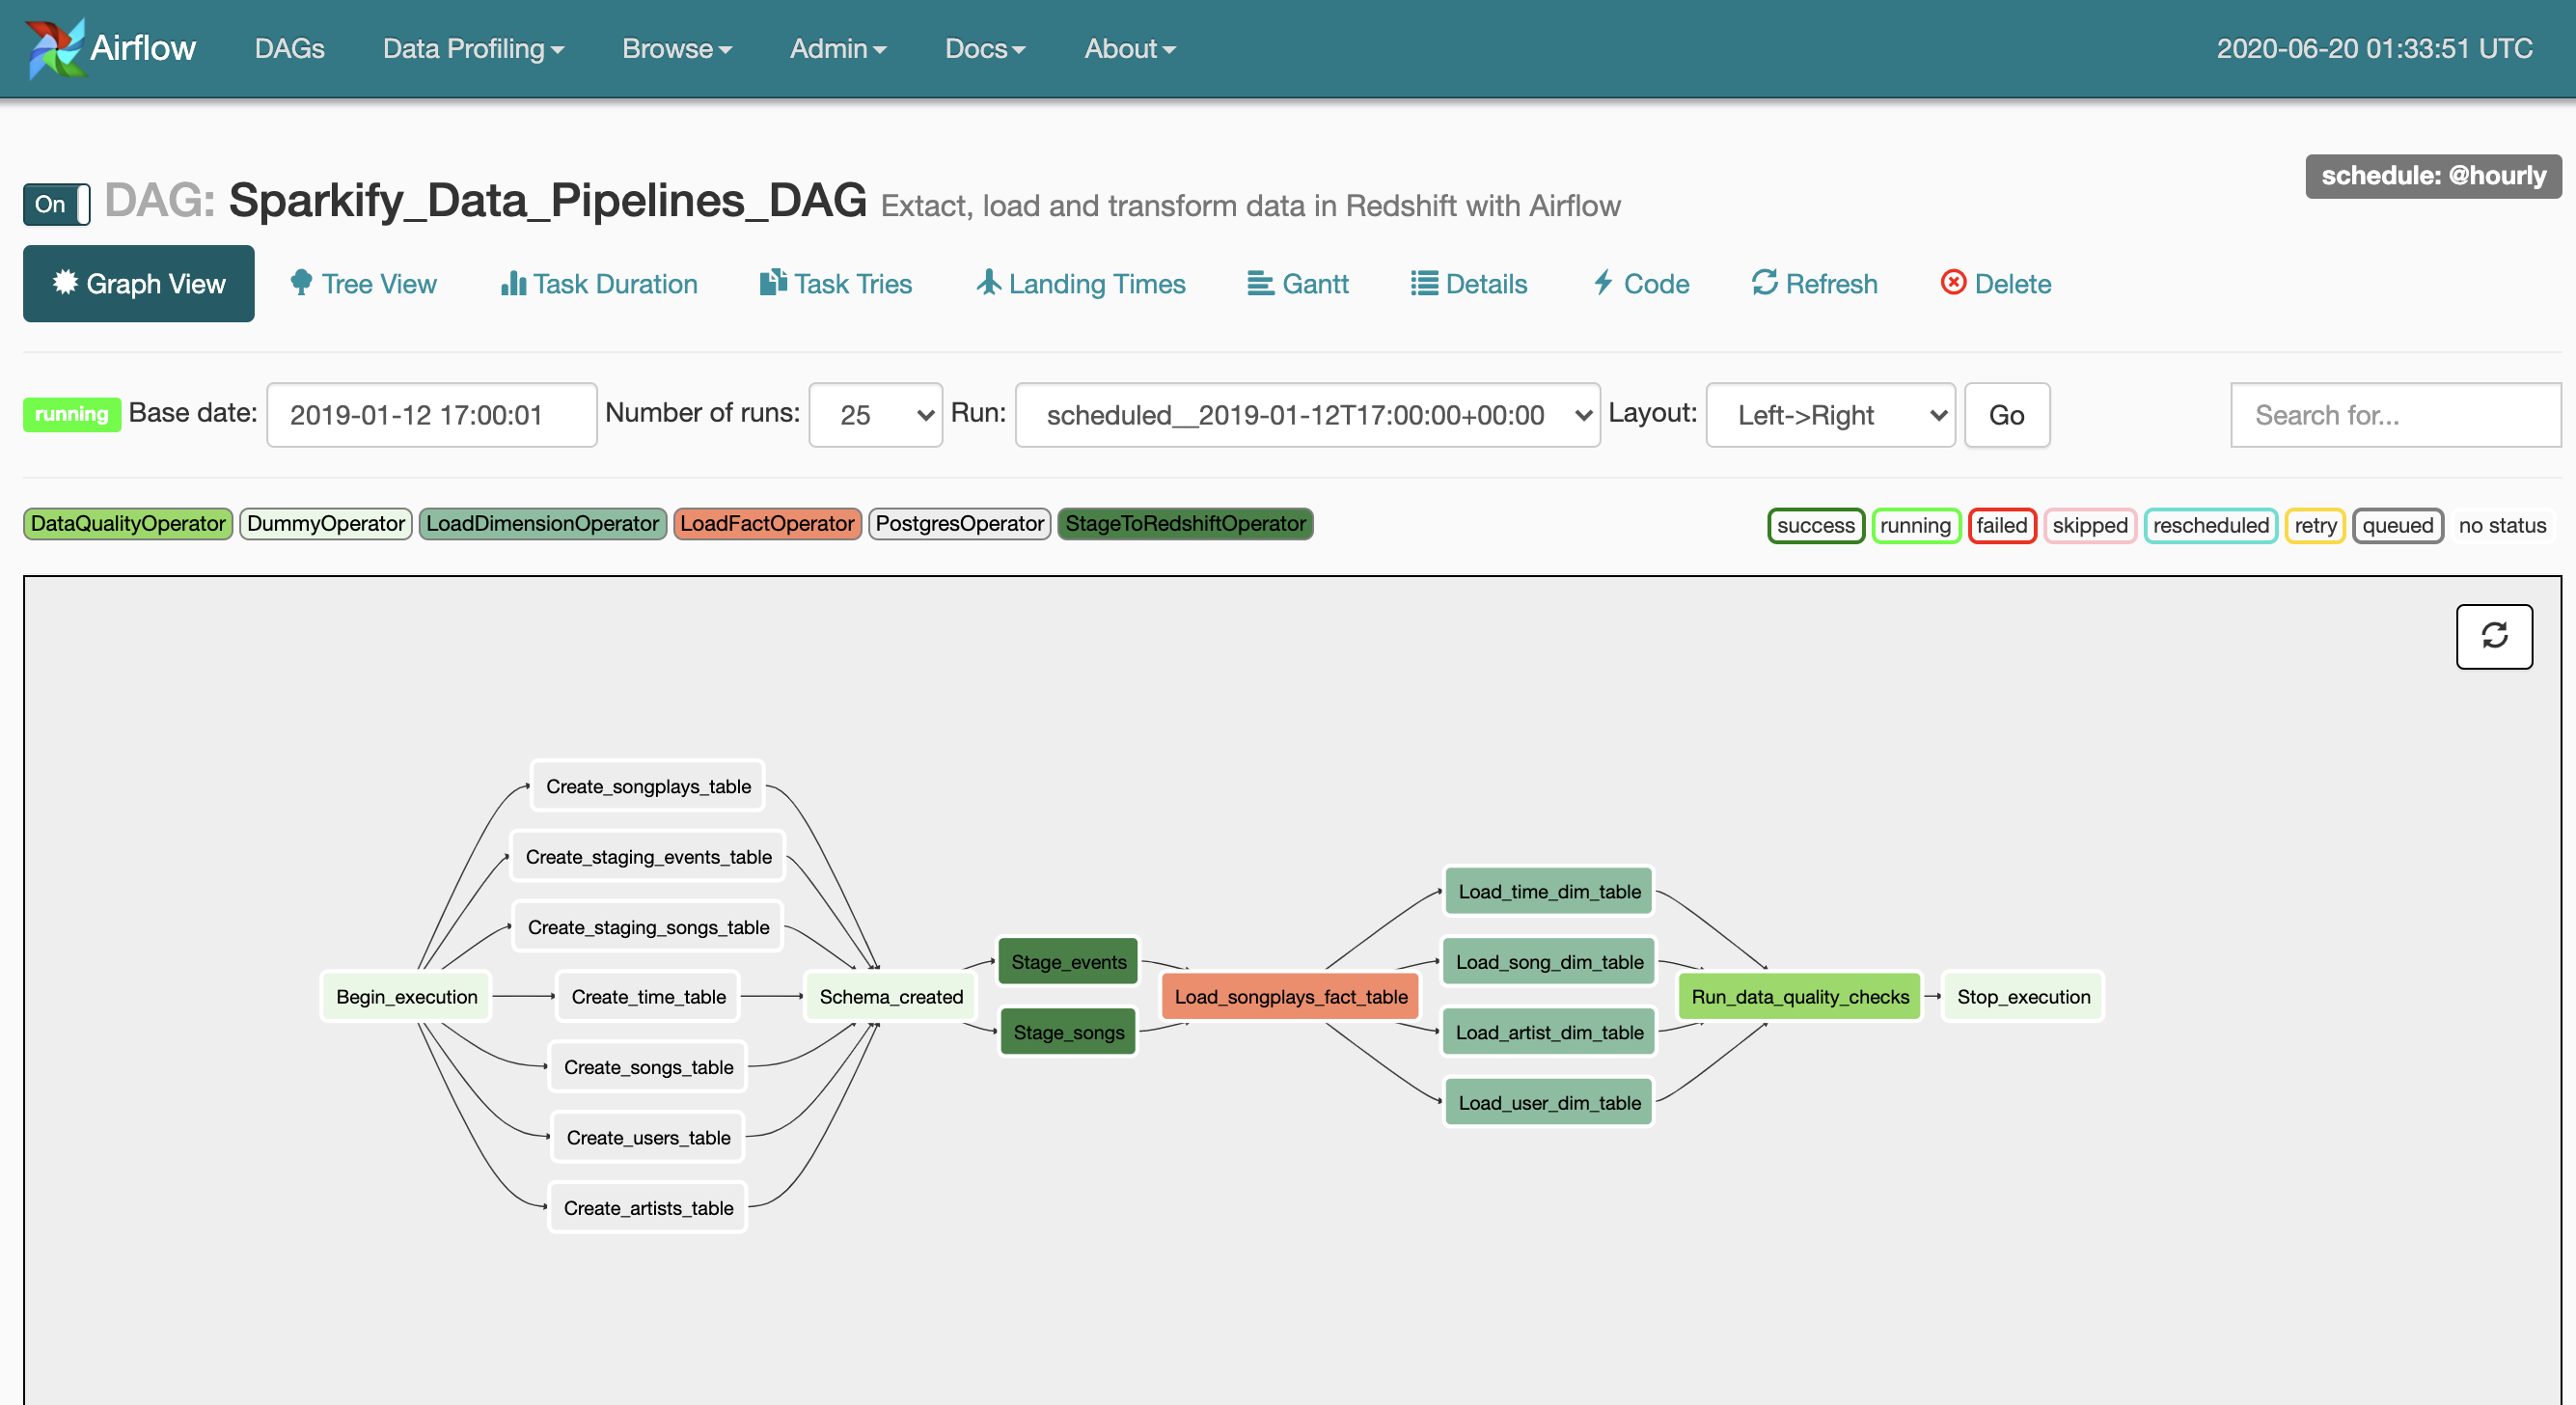 Airflow DAGs Data Profiling Browse Admin Docs About 2020-06-20 01:33:51 UTC
schedule: @hourly
On DAG: Sparkify_Data_Pipelines_DAG Extact, load and transform data in Redshift with Airflow
Graph View Tree View Task Duration Task Tries Landing Times Gantt Details Code Refresh Delete
running Base date: 2019-01-12 17:00:01 Number of runs: 25 Run: scheduled__2019-01-12T17:00:00+00:00 Layout: Left->Right Go Search for...
DataQualityOperator DummyOperator LoadDimensionOperator LoadFactOperator PostgresOperator StageToRedshiftOperator success running failed skipped rescheduled retry queued no status
Create_songplays_table
Create_staging_events_table
Load_time_dim_table
Create_staging_songs_table
Stage_events Load_song_dim_table
Begin_execution Create_time_table Schema_created Load_songplays_fact_table Run_data_quality_checks Stop_execution
Stage_songs Load_artist_dim_table
Create_songs_table
Load_user_dim_table
Create_users_table
Create_artists_table